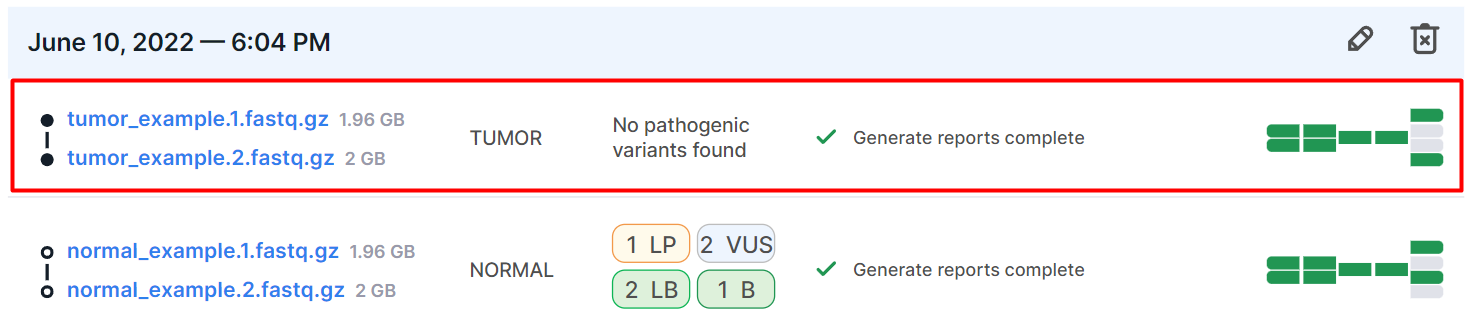 June 10, 2022 — 6:04 PM
tumor_example.1.fastq.gz 1.96 GB
tumor_example.2.fastq.gz 2 GB
TUMOR
No pathogenic
variants found
Generate reports complete
normal_example.1.fastq.gz 1.96 GB
normal_example.2.fastq.gz 2 GB
NORMAL
1 LP 2 VUS
2 LB 1 B
Generate reports complete